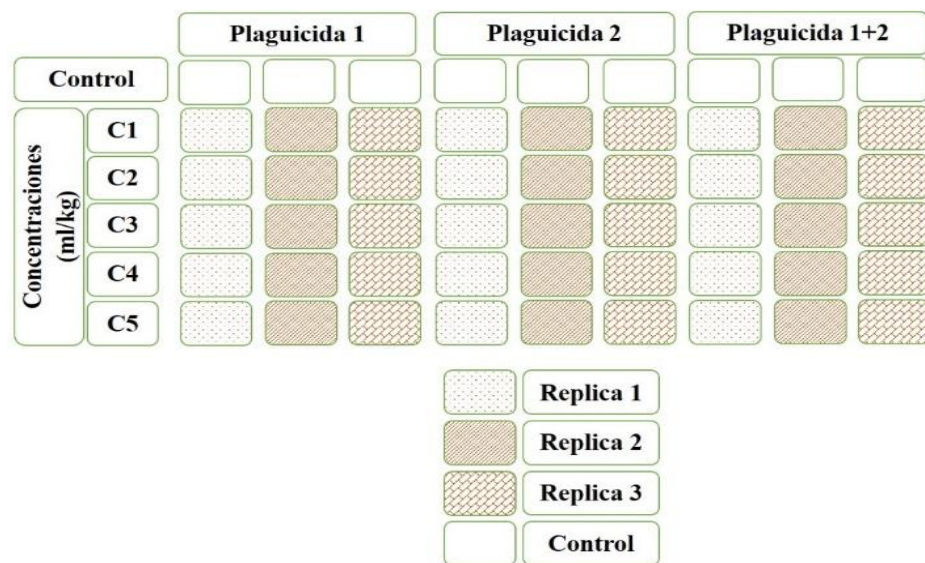 Plaguicida 1
Plaguicida 2
Plaguicida 1+2
Control
Concentraciones
(ml/kg)
C1
C2
C3
C4
C5
Replica 1
Replica 2
Replica 3
Control